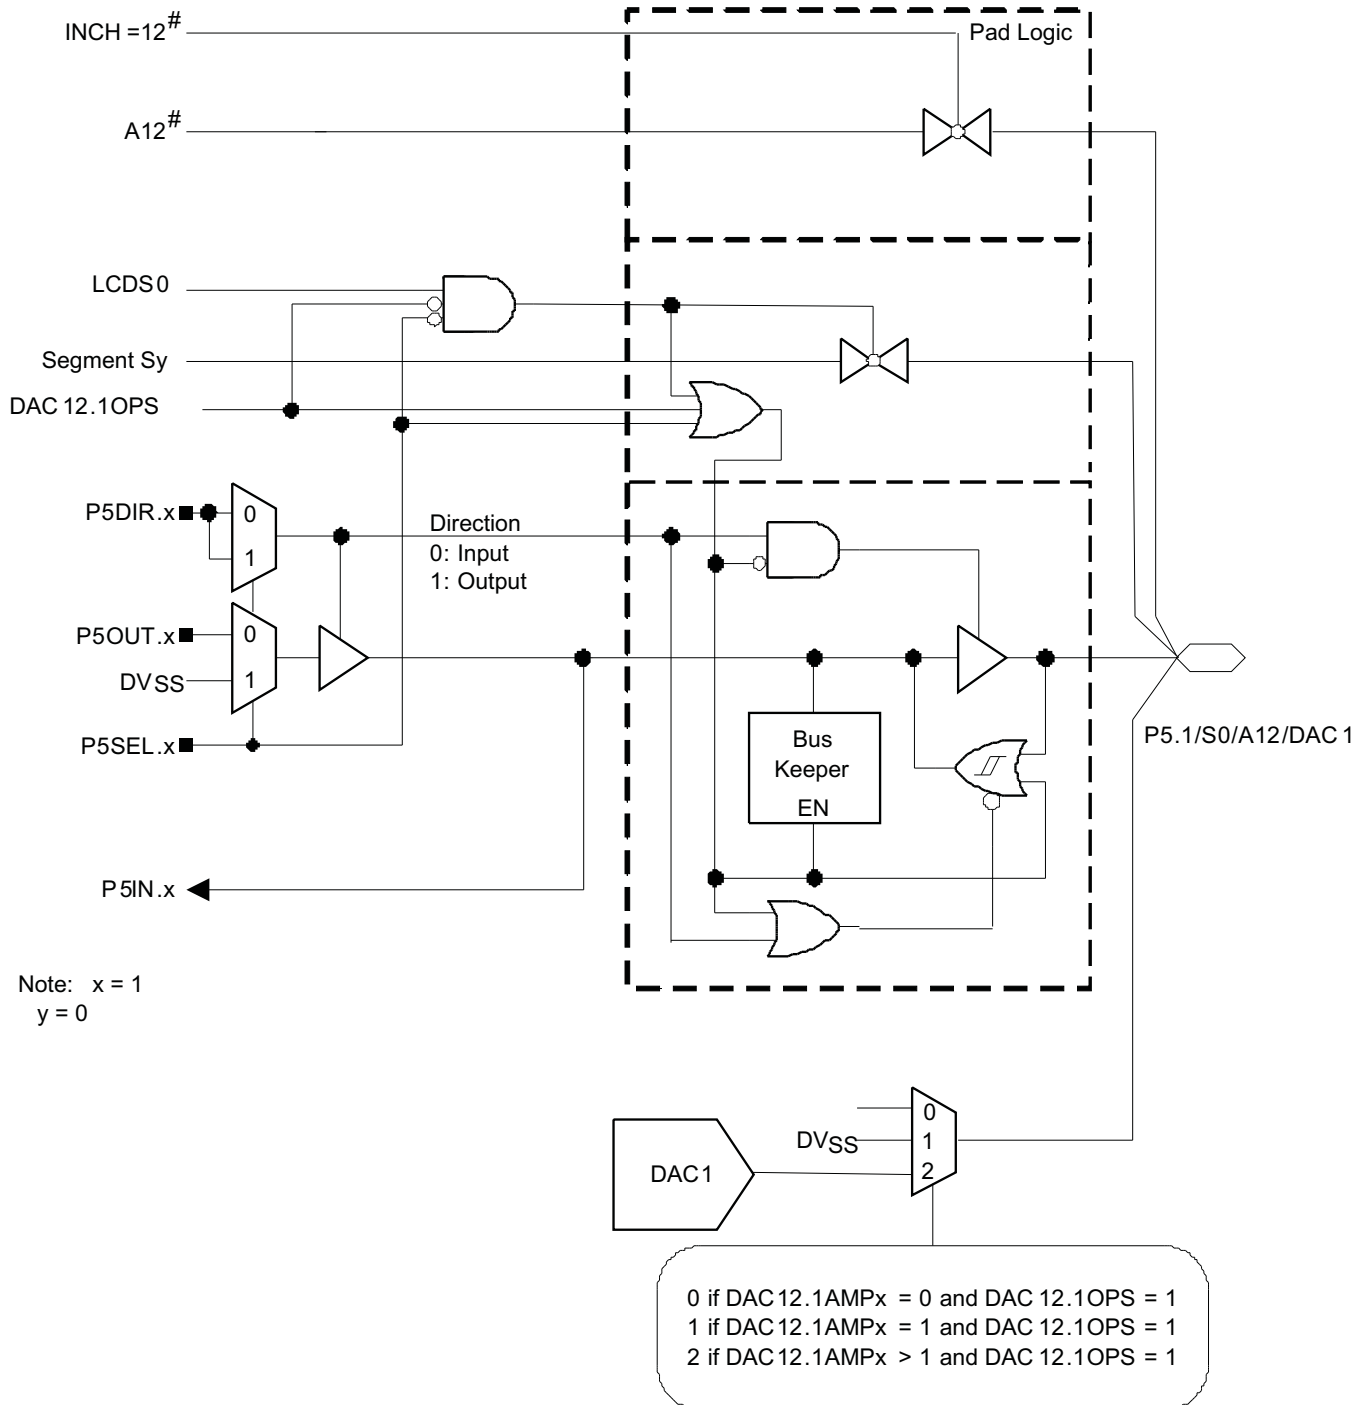 INCH =12#
Pad Logic
A12#
LCDS0
Segment Sy
DAC12.1OPS
P5DIR.x
0
1
Direction
0: Input
1: Output
P5OUT.x
0
DVSS
1
P5SEL.x
P5.1/S0/A12/DAC1
Bus
Keeper
EN
P5IN.x
Note: x = 1
y = 0
0
DVSS
1
2
DAC1
0 if DAC12.1AMPx = 0 and DAC12.1OPS = 1
1 if DAC12.1AMPx = 1 and DAC12.1OPS = 1
2 if DAC12.1AMPx > 1 and DAC12.1OPS = 1